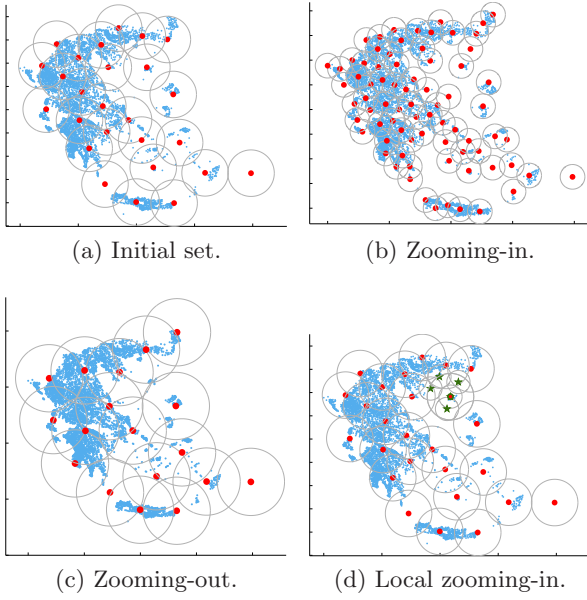 (a) Initial set.
(b) Zooming-in.
(c) Zooming-out.
(d) Local zooming-in.